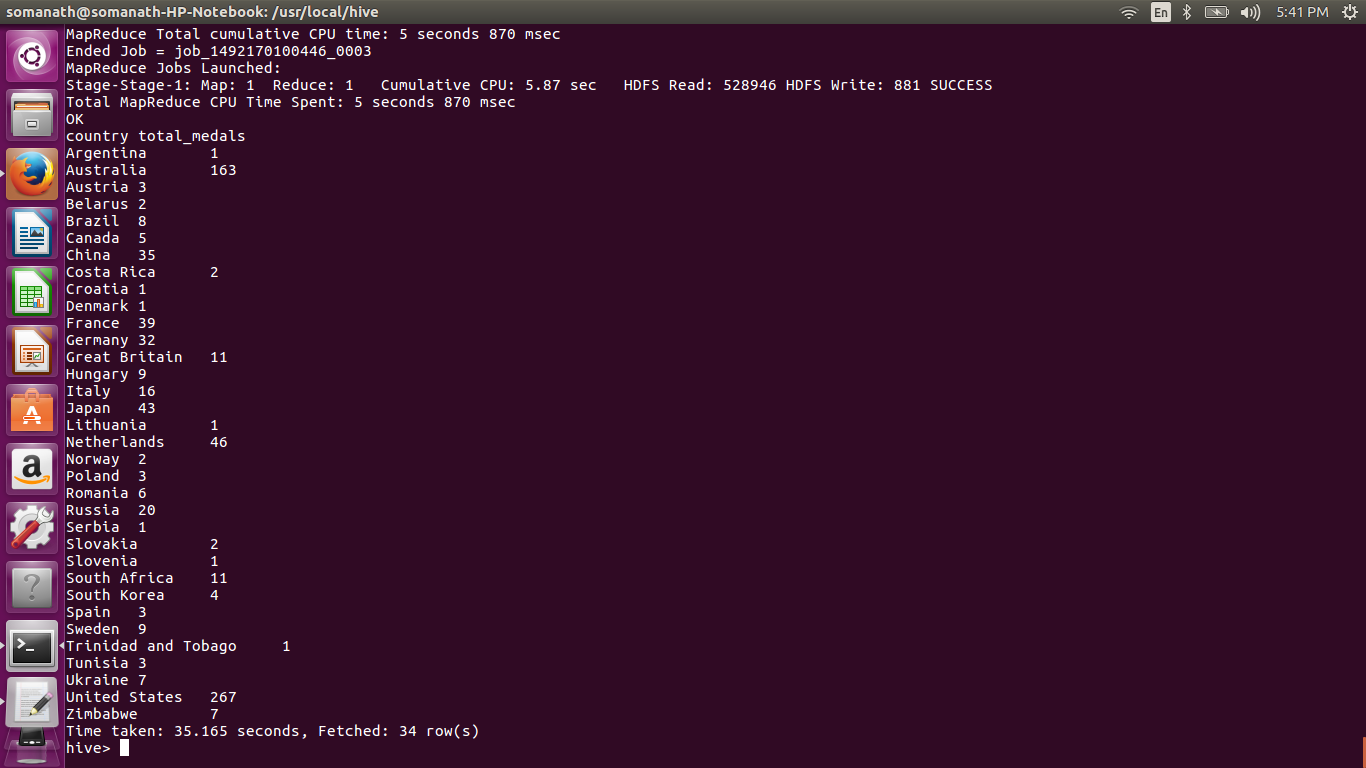 somanath@somanath-HP-Notebook: /usr/local/hive
En
5:41 PM
MapReduce Total cumulative CPU time: 5 seconds 870 msec
Ended Job = job_1492170100446_0003
MapReduce Jobs Launched:
Stage-Stage-1: Map: 1  Reduce: 1   Cumulative CPU: 5.87 sec   HDFS Read: 528946 HDFS Write: 881 SUCCESS
Total MapReduce CPU Time Spent: 5 seconds 870 msec
OK
country total_medals
Argentina	1
Australia	163
Austria	3
Belarus	2
Brazil	8
Canada	5
China	35
Costa Rica	2
Croatia	1
Denmark	1
France	39
Germany	32
Great Britain	11
Hungary	9
Italy	16
Japan	43
Lithuania	1
Netherlands	46
Norway	2
Poland	3
Romania	6
Russia	20
Serbia	1
Slovakia	2
Slovenia	1
South Africa	11
South Korea	4
Spain	3
Sweden	9
Trinidad and Tobago	1
Tunisia	3
Ukraine	7
United States	267
Zimbabwe	7
Time taken: 35.165 seconds, Fetched: 34 row(s)
hive>